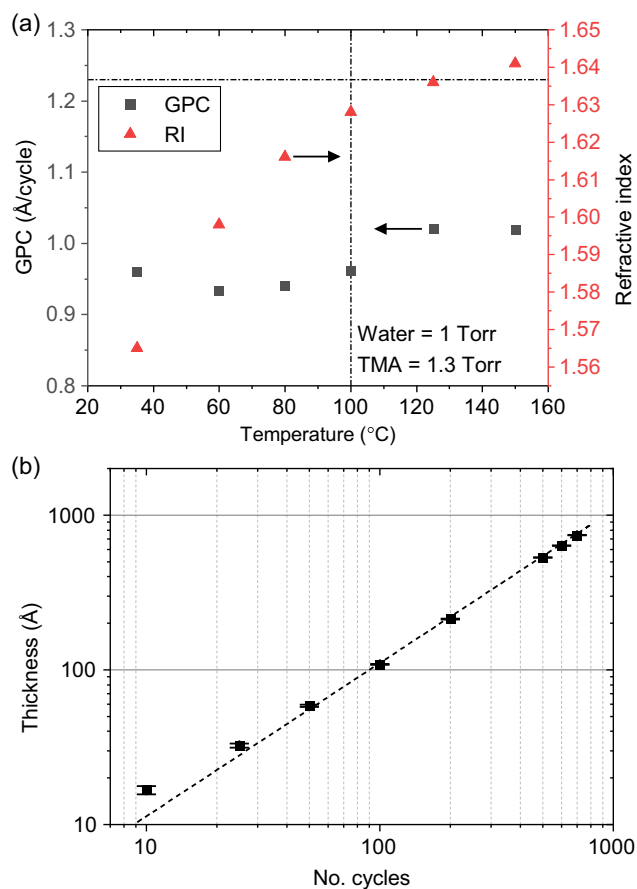 (a)
1.3
1.2
1.1
1.0
0.9
0.8
GPC (Å/cycle)
GPC
RI
Water = 1 Torr
TMA = 1.3 Torr
1.65
1.64
1.63
1.62
1.61
1.60
1.59
1.58
1.57
1.56
Refractive index
20 40 60 80 100 120 140 160
Temperature (°C)
(b)
1000
100
10
Thickness (Å)
10 100 1000
No. cycles